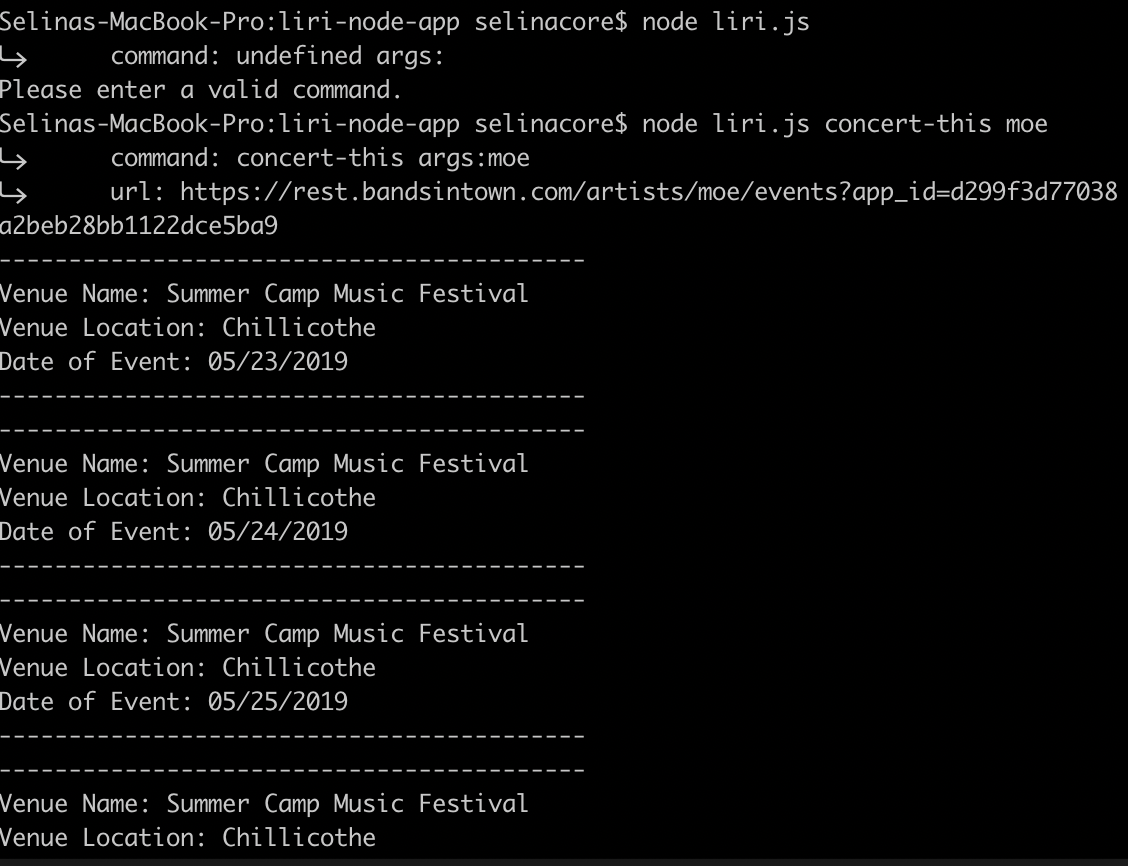 Selinas-MacBook-Pro:liri-node-app selinacore$ node liri.js
↳ command: undefined args:
Please enter a valid command.
Selinas-MacBook-Pro:liri-node-app selinacore$ node liri.js concert-this moe
↳ command: concert-this args:moe
↳ url: https://rest.bandsintown.com/artists/moe/events?app_id=d299f3d77038
a2beb28bb1122dce5ba9
------------------------------------------
Venue Name: Summer Camp Music Festival
Venue Location: Chillicothe
Date of Event: 05/23/2019
------------------------------------------
------------------------------------------
Venue Name: Summer Camp Music Festival
Venue Location: Chillicothe
Date of Event: 05/24/2019
------------------------------------------
------------------------------------------
Venue Name: Summer Camp Music Festival
Venue Location: Chillicothe
Date of Event: 05/25/2019
------------------------------------------
------------------------------------------
Venue Name: Summer Camp Music Festival
Venue Location: Chillicothe